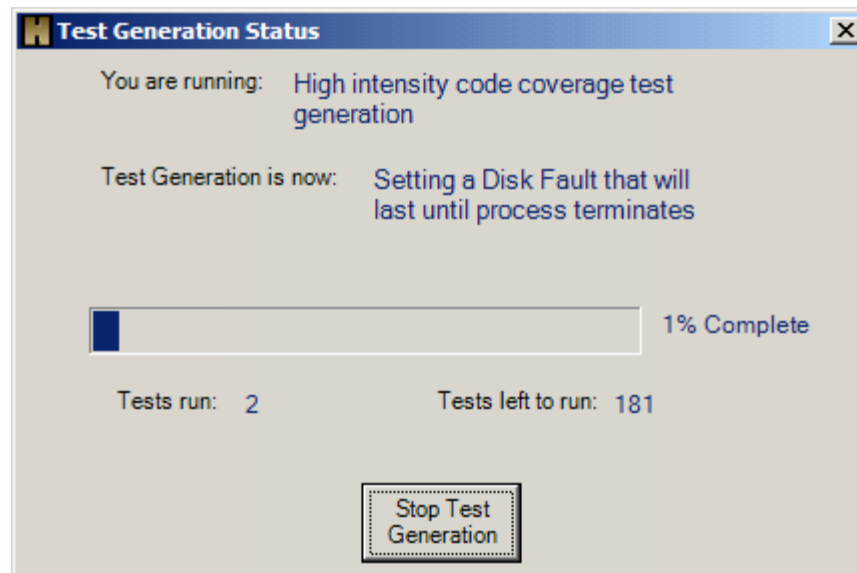 Test Generation Status
You are running: High intensity code coverage test
generation
Test Generation is now: Setting a Disk Fault that will
last until process terminates
1% Complete
Tests run: 2 Tests left to run: 181
Stop Test
Generation